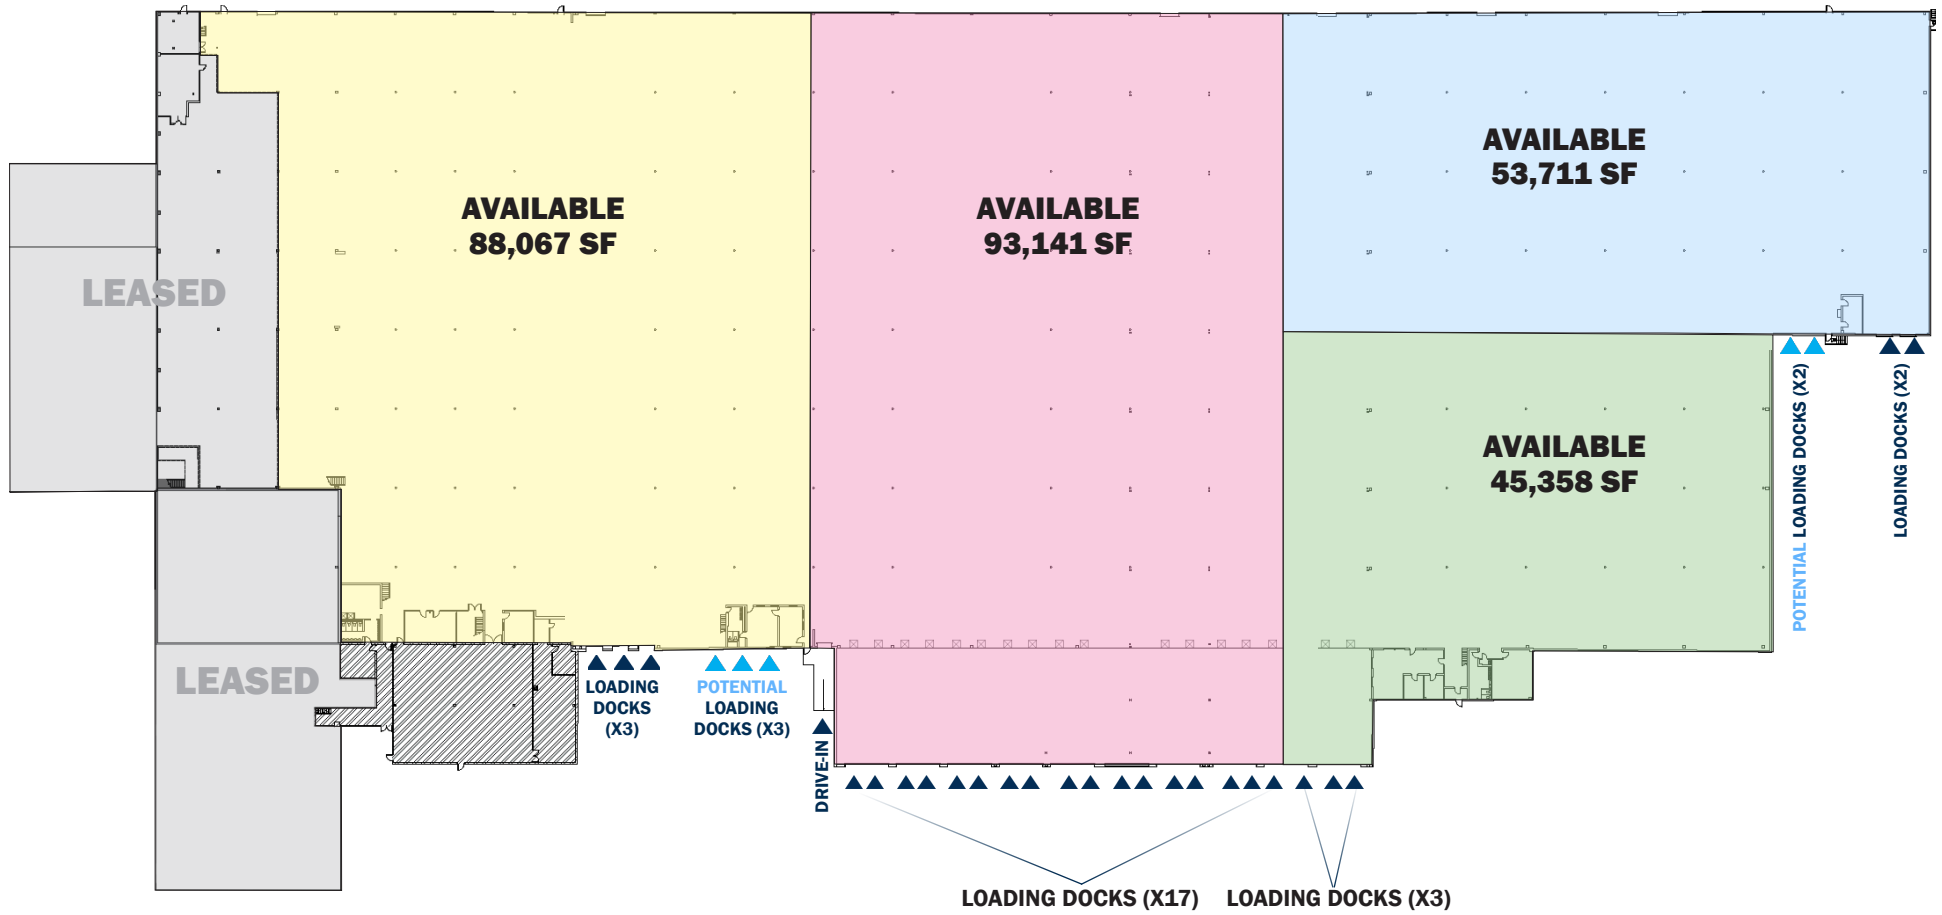 AVAILABLE
88,067 SF
AVAILABLE
93,141 SF
AVAILABLE
53,711 SF
LEASED
AVAILABLE
45,358 SF
POTENTIAL LOADING DOCKS (X2)
LOADING DOCKS (X2)
LEASED
LOADING
DOCKS
(X3)
POTENTIAL
LOADING
DOCKS (X3)
DRIVE-IN
LOADING DOCKS (X17)
LOADING DOCKS (X3)